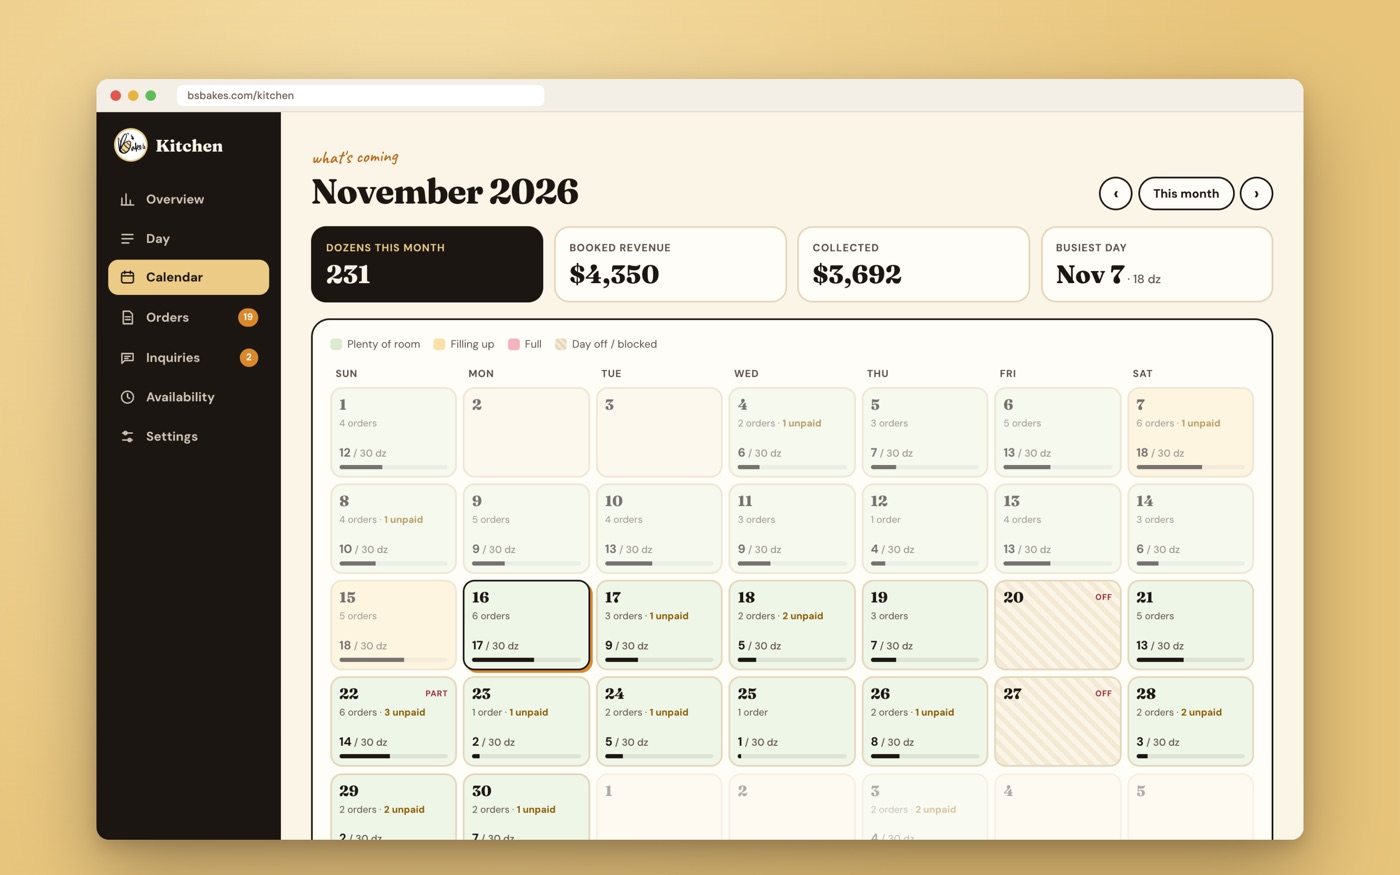 bsbakes.com/kitchen
Kitchen
Overview
Day
Calendar
Orders 19
Inquiries 2
Availability
Settings
what's coming
November 2026
‹ This month ›
DOZENS THIS MONTH
231
BOOKED REVENUE
$4,350
COLLECTED
$3,692
BUSIEST DAY
Nov 7 · 18 dz
Plenty of room Filling up Full Day off / blocked
SUN MON TUE WED THU FRI SAT
1
4 orders
12 / 30 dz
2
3
4
2 orders · 1 unpaid
6 / 30 dz
5
3 orders
7 / 30 dz
6
5 orders
13 / 30 dz
7
6 orders · 1 unpaid
18 / 30 dz
8
4 orders · 1 unpaid
10 / 30 dz
9
5 orders
9 / 30 dz
10
4 orders
13 / 30 dz
11
3 orders
9 / 30 dz
12
1 order
4 / 30 dz
13
4 orders
13 / 30 dz
14
3 orders
6 / 30 dz
15
5 orders
18 / 30 dz
16
6 orders
17 / 30 dz
17
3 orders · 1 unpaid
9 / 30 dz
18
2 orders · 2 unpaid
5 / 30 dz
19
3 orders
7 / 30 dz
20 OFF
21
5 orders
13 / 30 dz
22 PART
6 orders · 3 unpaid
14 / 30 dz
23
1 order · 1 unpaid
2 / 30 dz
24
2 orders · 1 unpaid
5 / 30 dz
25
1 order
1 / 30 dz
26
2 orders · 1 unpaid
8 / 30 dz
27 OFF
28
2 orders · 2 unpaid
3 / 30 dz
29
2 orders · 2 unpaid
2 / 30 dz
30
2 orders · 1 unpaid
7 / 30 dz
1
2
3
2 orders · 2 unpaid
4 / 30 dz
4
5